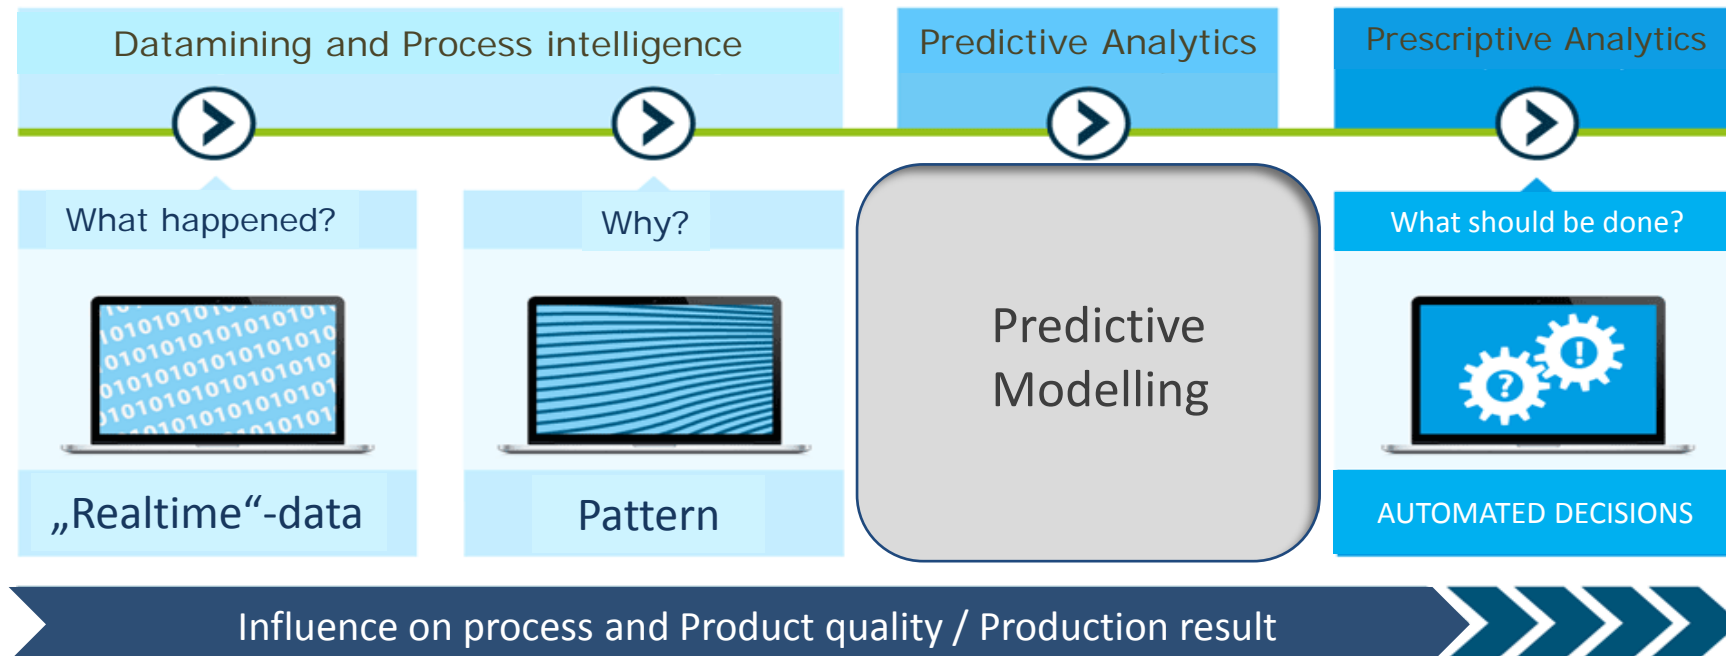 Datamining and Process intelligence
Predictive Analytics
Prescriptive Analytics
What happened?
Why?
What should be done?
Predictive
Modelling
?
!
„Realtime“-data
Pattern
AUTOMATED DECISIONS
Influence on process and Product quality / Production result